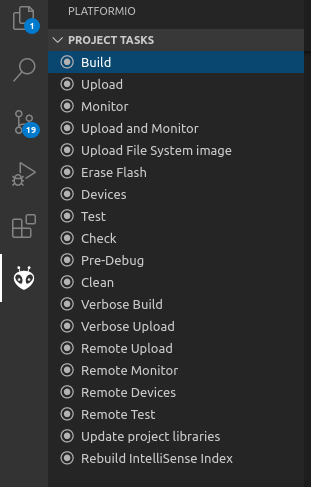 PLATFORMIO
PROJECT TASKS
1
Build
Upload
Monitor
19
Upload and Monitor
Upload File System image
Erase Flash
Devices
Test
Check
Pre-Debug
Clean
Verbose Build
Verbose Upload
Remote Upload
Remote Monitor
Remote Devices
Remote Test
Update project libraries
Rebuild IntelliSense Index